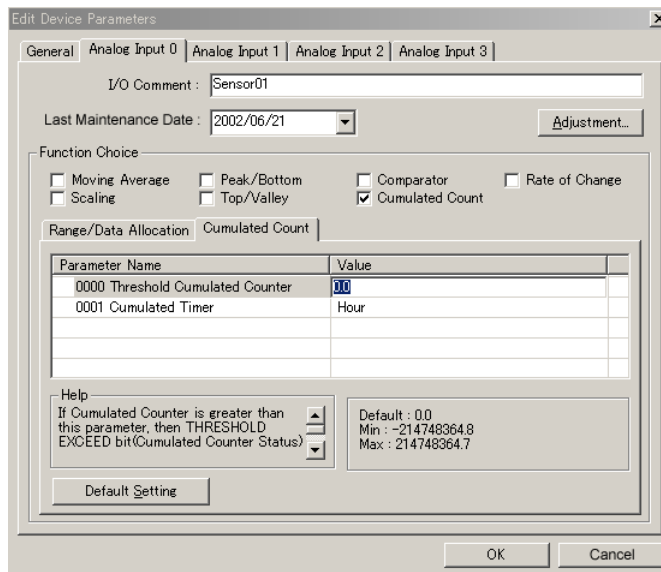 Edit Device Parameters
General Analog Input 0 Analog Input 1 Analog Input 2 Analog Input 3
I/O Comment : Sensor01
Last Maintenance Date : 2002/06/21 Adjustment...
Function Choice
Moving Average Peak/Bottom Comparator Rate of Change
Scaling Top/Valley Cumulated Count
Range/Data Allocation Cumulated Count
Parameter Name Value
0000 Threshold Cumulated Counter 0.0
0001 Cumulated Timer Hour
Help
If Cumulated Counter is greater than
this parameter, then THRESHOLD
EXCEED bit(Cumulated Counter Status)
Default : 0.0
Min : -214748364.8
Max : 214748364.7
Default Setting
OK Cancel